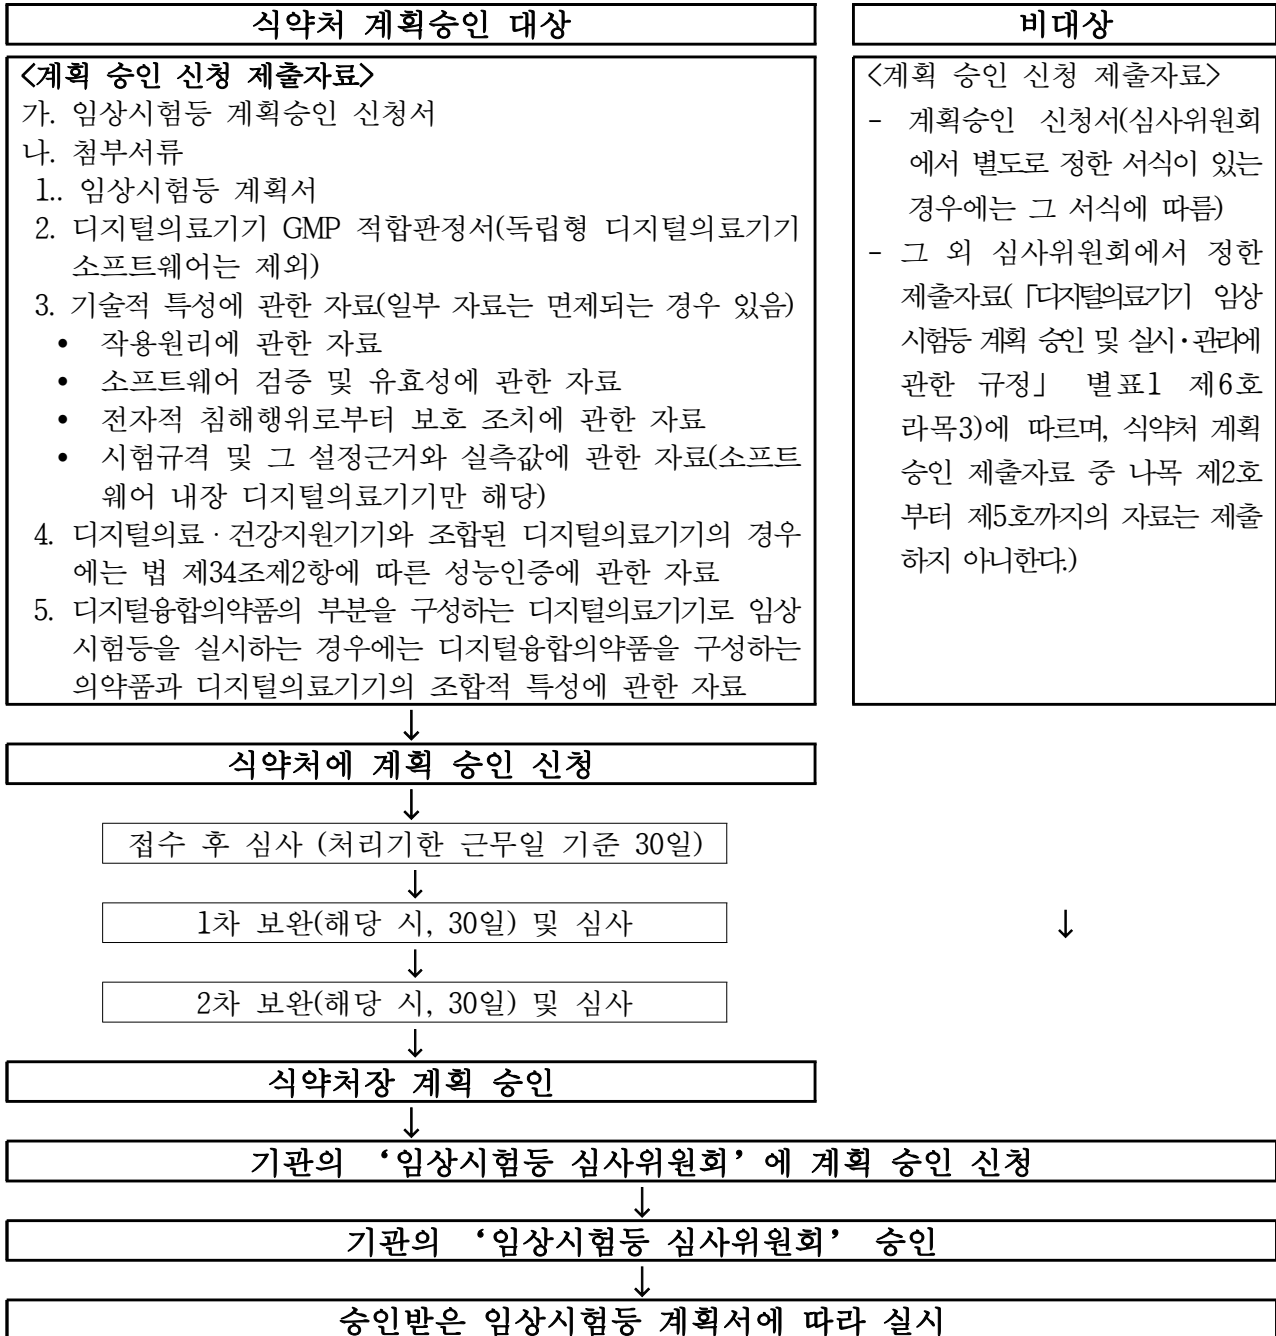 식약처 계획승인 대상
<계획 승인 신청 제출자료>
가. 임상시험등 계획승인 신청서
나. 첨부서류
1.. 임상시험등 계획서
2. 디지털의료기기 GMP 적합판정서(독립형 디지털의료기기
소프트웨어는 제외)
3. 기술적 특성에 관한 자료(일부 자료는 면제되는 경우 있음)
• 작용원리에 관한 자료
• 소프트웨어 검증 및 유효성에 관한 자료
• 전자적 침해행위로부터 보호 조치에 관한 자료
• 시험규격 및 그 설정근거와 실측값에 관한 자료(소프트
웨어 내장 디지털의료기기만 해당)
4. 디지털의료·건강지원기기와 조합된 디지털의료기기의 경우
에는 법 제34조제2항에 따른 성능인증에 관한 자료
5. 디지털융합의약품의 부분을 구성하는 디지털의료기기로 임상
시험등을 실시하는 경우에는 디지털융합의약품을 구성하는
의약품과 디지털의료기기의 조합적 특성에 관한 자료
비대상
<계획 승인 신청 제출자료>
- 계획승인 신청서(심사위원회
에서 별도로 정한 서식이 있는
경우에는 그 서식에 따름)
- 그 외 심사위원회에서 정한
제출자료(「디지털의료기기 임상
시험등 계획 승인 및 실시·관리에
관한 규정」 별표1 제6호
라목3)에 따르며, 식약처 계획
승인 제출자료 중 나목 제2호
부터 제5호까지의 자료는 제출
하지 아니한다.)
↓
식약처에 계획 승인 신청
↓
접수 후 심사 (처리기한 근무일 기준 30일)
↓
1차 보완(해당 시, 30일) 및 심사
↓
↓
2차 보완(해당 시, 30일) 및 심사
↓
식약처장 계획 승인
↓
기관의 ‘임상시험등 심사위원회’에 계획 승인 신청
↓
기관의 ‘임상시험등 심사위원회’ 승인
↓
승인받은 임상시험등 계획서에 따라 실시